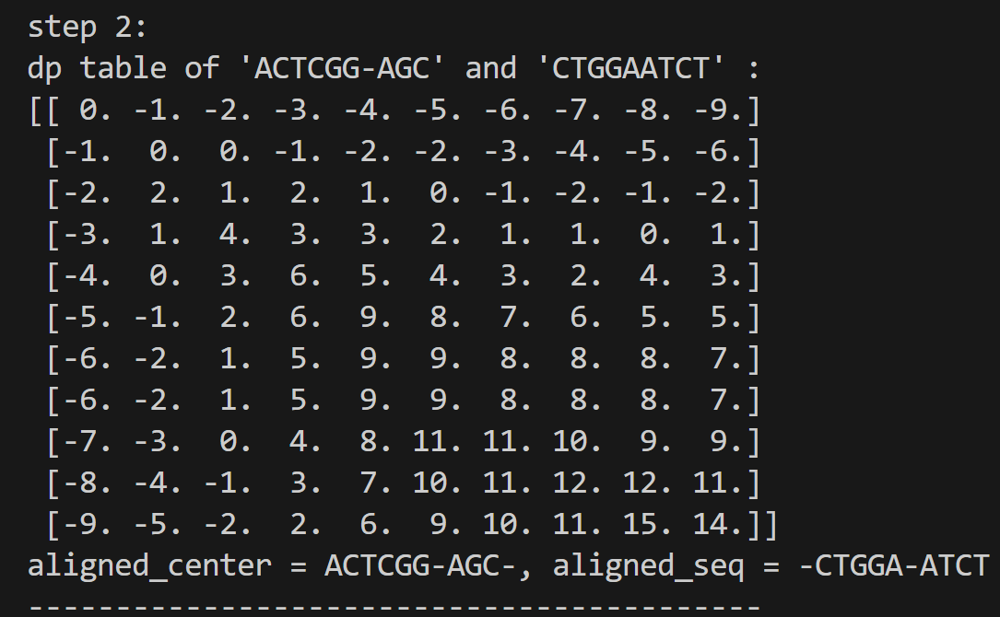 step 2:
dp table of 'ACTCGG-AGC' and 'CTGGAATCT' :
[[ 0. -1. -2. -3. -4. -5. -6. -7. -8. -9.]
 [-1.  0.  0. -1. -2. -2. -3. -4. -5. -6.]
 [-2.  2.  1.  2.  1.  0. -1. -2. -1. -2.]
 [-3.  1.  4.  3.  3.  2.  1.  1.  0.  1.]
 [-4.  0.  3.  6.  5.  4.  3.  2.  4.  3.]
 [-5. -1.  2.  6.  9.  8.  7.  6.  5.  5.]
 [-6. -2.  1.  5.  9.  9.  8.  8.  8.  7.]
 [-6. -2.  1.  5.  9.  9.  8.  8.  8.  7.]
 [-7. -3.  0.  4.  8. 11. 11. 10.  9.  9.]
 [-8. -4. -1.  3.  7. 10. 11. 12. 12. 11.]
 [-9. -5. -2.  2.  6.  9. 10. 11. 15. 14.]]
aligned_center = ACTCGG-AGC-, aligned_seq = -CTGGA-ATCT
------------------------------------------